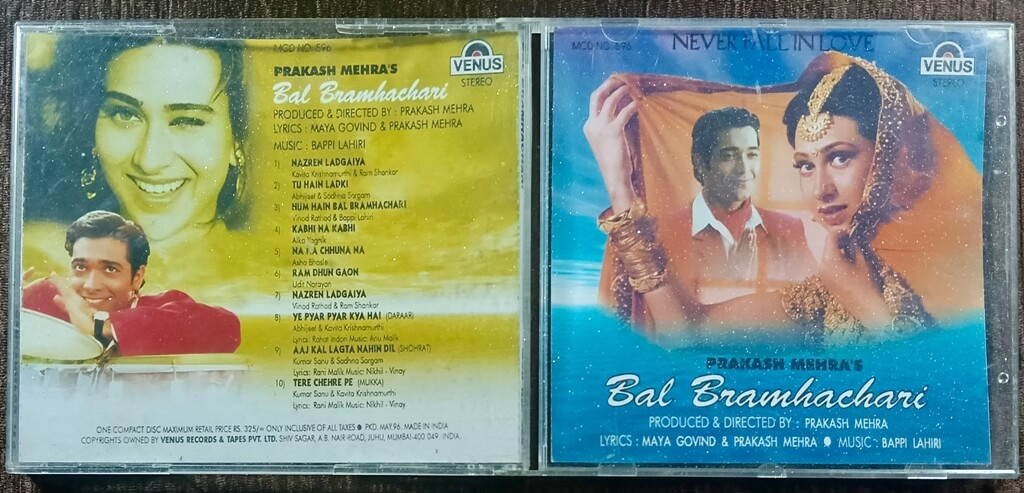 MCD NO. 596
VENUS
STEREO
PRAKASH MEHRA'S
Bal Bramhachari
PRODUCED & DIRECTED BY : PRAKASH MEHRA
LYRICS : MAYA GOVIND & PRAKASH MEHRA
MUSIC : BAPPI LAHIRI
1) NAZREN LADGAIYA
Kavita Krishnamurthi & Ram Shankar
2) TU HAIN LADKI
Abhijeet & Sadhna Sargam
3) HUM HAIN BAL BRAMHACHARI
Vinod Rathod & Bappi Lahiri
4) KABHI NA KABHI
Alka Yagnik
5) NA NA CHHUNA NA
Asha Bhosle
6) RAM DHUN GAON
Udit Narayan
7) NAZREN LADGAIYA
Vinod Rathod & Ram Shankar
8) YE PYAR PYAR KYA HAI (DARAAR)
Abhijeet & Kavita Krishnamurthi
Lyrics: Rahat Indori Music: Anu Malik
9) AAJ KAL LAGTA NAHIN DIL (SHOHRAT)
Kumar Sanu & Sadhna Sargam
Lyrics: Rani Malik Music: Nikhil - Vinay
10) TERE CHEHRE PE (MUKKA)
Kumar Sanu & Kavita Krishnamurthi
Lyrics: Rani Malik Music: Nikhil - Vinay
ONE COMPACT DISC MAXIMUM RETAIL PRICE RS. 325/= ONLY INCLUSIVE OF ALL TAXES ● PKD. MAY.96. MADE IN INDIA
COPYRIGHTS OWNED BY VENUS RECORDS & TAPES PVT. LTD. SHIV SAGAR, A.B. NAIR ROAD, JUHU, MUMBAI-400 049. INDIA.
MCD NO. 596
NEVER FALL IN LOVE
VENUS
STEREO
PRAKASH MEHRA'S
Bal Bramhachari
PRODUCED & DIRECTED BY : PRAKASH MEHRA
LYRICS : MAYA GOVIND & PRAKASH MEHRA ● MUSIC : BAPPI LAHIRI